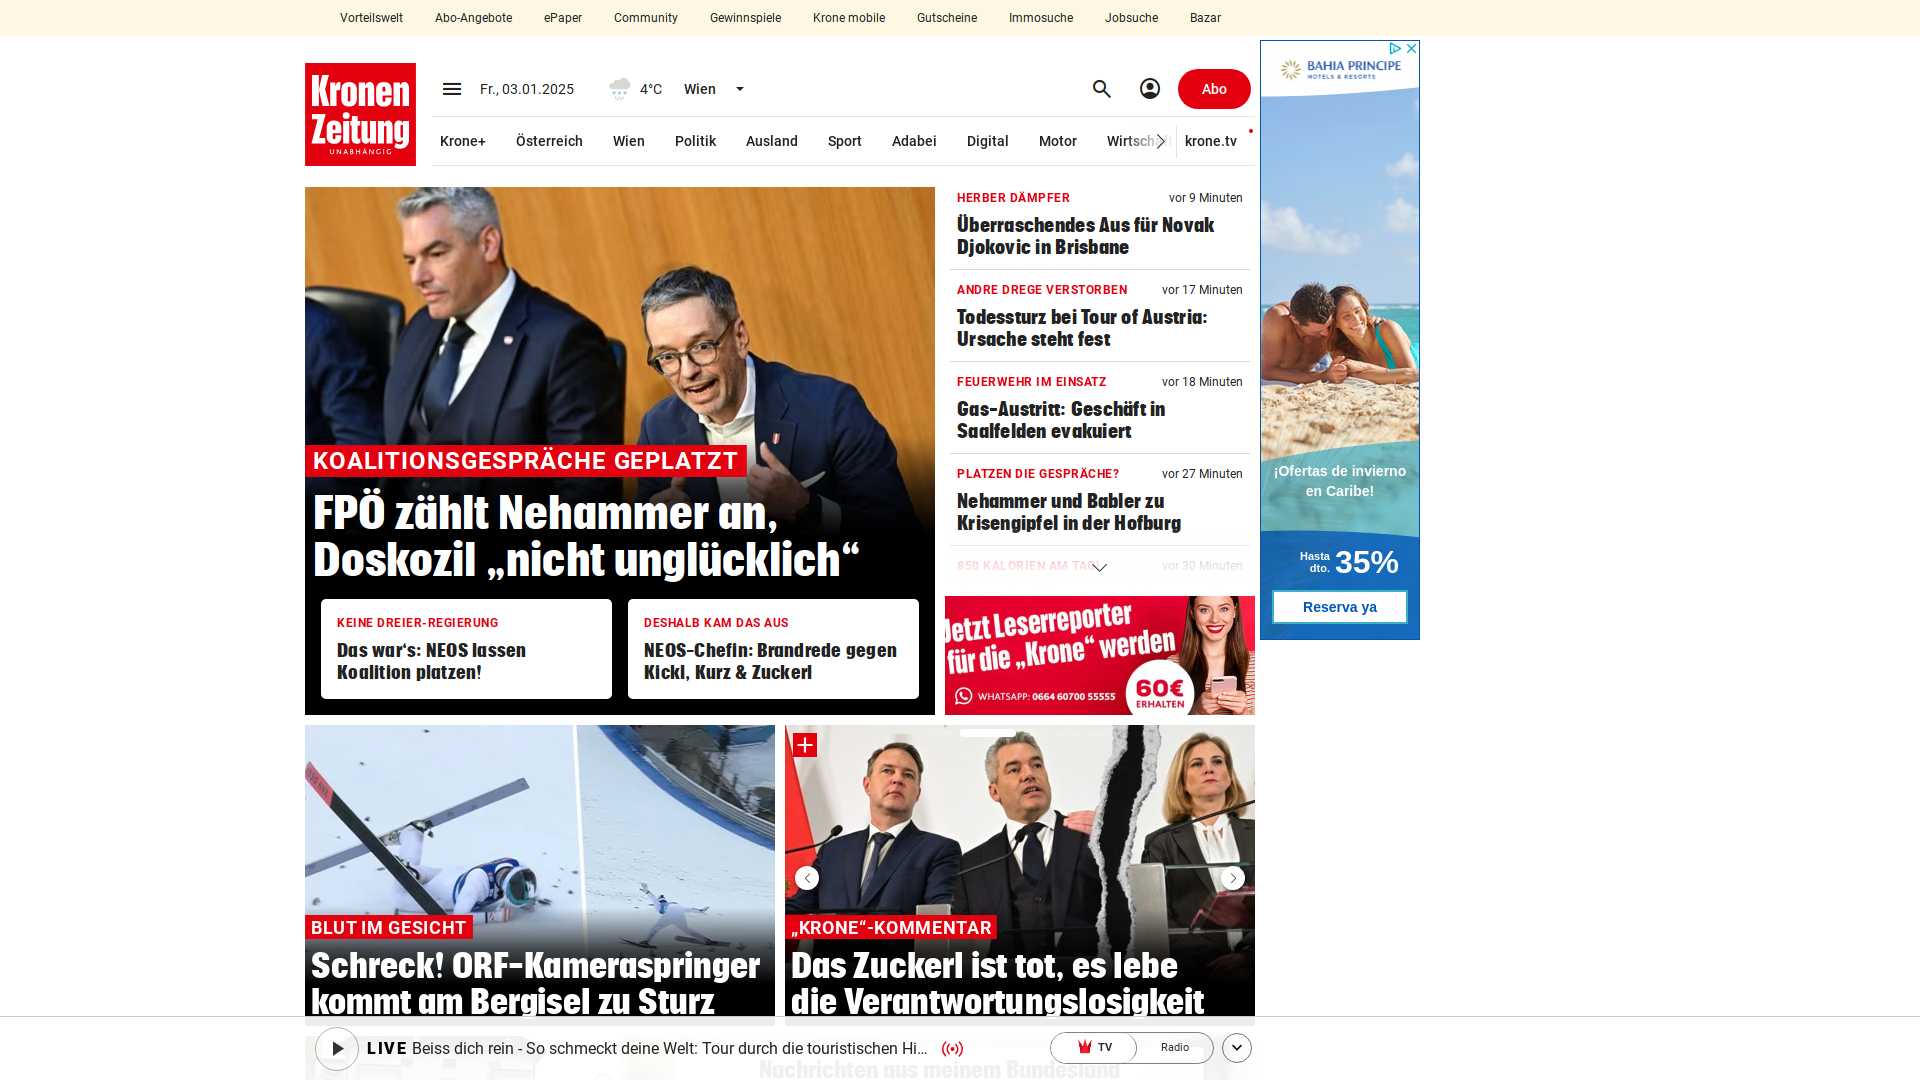 Vorteilswelt
Abo-Angebote
ePaper
Community
Gewinnspiele
Krone mobile
Gutscheine
Immosuche
Jobsuche
Bazar
Kronen
Zeitung
UNABHÄNGIG
Fr., 03.01.2025
4°C
Wien
Abo
Krone+
Österreich
Wien
Politik
Ausland
Sport
Adabei
Digital
Motor
Wirtschaft
krone.tv
KOALITIONSGESPRÄCHE GEPLATZT
FPÖ zählt Nehammer an,
Doskozil „nicht unglücklich“
KEINE DREIER-REGIERUNG
Das war‘s: NEOS lassen
Koalition platzen!
DESHALB KAM DAS AUS
NEOS-Chefin: Brandrede gegen
Kickl, Kurz & Zuckerl
HERBER DÄMPFER
vor 9 Minuten
Überraschendes Aus für Novak
Djokovic in Brisbane
ANDRE DREGE VERSTORBEN
vor 17 Minuten
Todessturz bei Tour of Austria:
Ursache steht fest
FEUERWEHR IM EINSATZ
vor 18 Minuten
Gas-Austritt: Geschäft in
Saalfelden evakuiert
PLATZEN DIE GESPRÄCHE?
vor 27 Minuten
Nehammer und Babler zu
Krisengipfel in der Hofburg
850 KALORIEN AM TAG
vor 30 Minuten
Jetzt Leserreporter
für die „Krone“ werden
WHATSAPP: 0664 60700 55555
60€
ERHALTEN
BAHIA PRINCIPE
HOTELS & RESORTS
¡Ofertas de invierno
en Caribe!
Hasta
dto.
35%
Reserva ya
BLUT IM GESICHT
Schreck! ORF-Kameraspringer
kommt am Bergisel zu Sturz
„KRONE“-KOMMENTAR
Das Zuckerl ist tot, es lebe
die Verantwortungslosigkeit
LIVE Beiss dich rein - So schmeckt deine Welt: Tour durch die touristischen Hi...
TV
Radio
Nachrichten aus meinem Bundesland